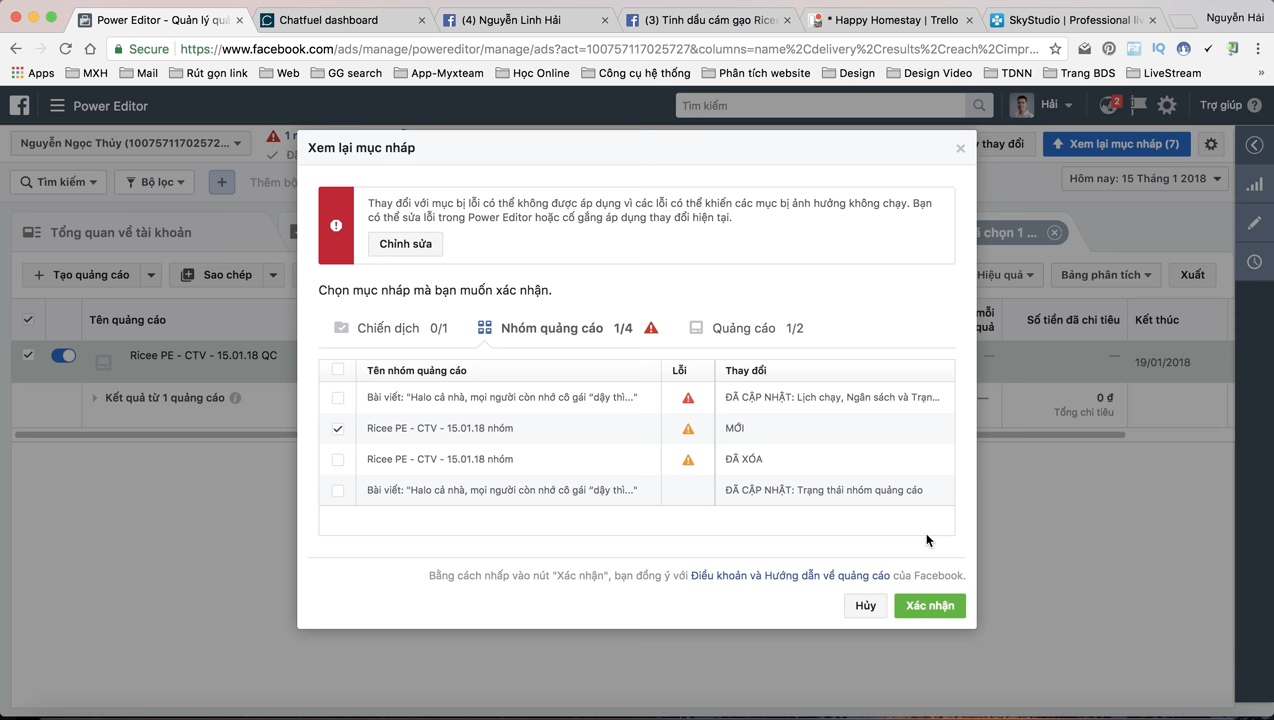 Power Editor - Quản lý quả
Chatfuel dashboard
(4) Nguyễn Linh Hải
(3) Tinh dầu cám gạo Ricee
* Happy Homestay | Trello
SkyStudio | Professional liv
Nguyễn Hải
Secure
https://www.facebook.com/ads/manage/powereditor/manage/ads?act=100757117025727&columns=name%2Cdelivery%2Cresults%2Creach%2Cimpr...
Apps
MXH
Mail
Rút gọn link
Web
GG search
App-Myxteam
Học Online
Công cụ hệ thống
Phân tích website
Design
Design Video
TDNN
Trang BDS
LiveStream
»
Power Editor
Tìm kiếm
Hải
2
Trợ giúp
Nguyễn Ngọc Thủy (10075711702572...
thay đổi
Xem lại mục nháp (7)
Tìm kiếm
Bộ lọc
+
Thêm bộ
Hôm nay: 15 Tháng 1 2018
Tổng quan về tài khoản
chọn 1 ...
Tạo quảng cáo
Sao chép
Hiệu quả
Bảng phân tích
Xuất
Tên quảng cáo
Số tiền đã chi tiêu
Kết thúc
Ricee PE - CTV - 15.01.18 QC
—
—
19/01/2018
Kết quả từ 1 quảng cáo
—
0 ₫
Tổng chi tiêu
Xem lại mục nháp
Thay đổi với mục bị lỗi có thể không được áp dụng vì các lỗi có thể khiến các mục bị ảnh hưởng không chạy. Bạn
có thể sửa lỗi trong Power Editor hoặc cố gắng áp dụng thay đổi hiện tại.
Chỉnh sửa
Chọn mục nháp mà bạn muốn xác nhận.
Chiến dịch 0/1
Nhóm quảng cáo 1/4
Quảng cáo 1/2
Tên nhóm quảng cáo
Lỗi
Thay đổi
Bài viết: "Halo cả nhà, mọi người còn nhớ cô gái “dậy thì..."
ĐÃ CẬP NHẬT: Lịch chạy, Ngân sách và Trạn...
Ricee PE - CTV - 15.01.18 nhóm
MỚI
Ricee PE - CTV - 15.01.18 nhóm
ĐÃ XÓA
Bài viết: "Halo cả nhà, mọi người còn nhớ cô gái “dậy thì..."
ĐÃ CẬP NHẬT: Trạng thái nhóm quảng cáo
Bằng cách nhấp vào nút "Xác nhận", bạn đồng ý với Điều khoản và Hướng dẫn về quảng cáo của Facebook.
Hủy
Xác nhận